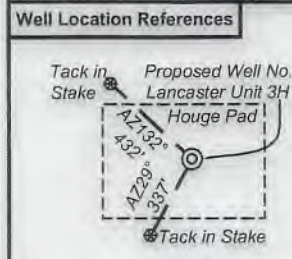 Well Location References
Tack in
Stake
Proposed Well No.
Lancaster Unit 3H
Houge Pad
AZ132°
432'
AZ29°
337'
Tack in Stake